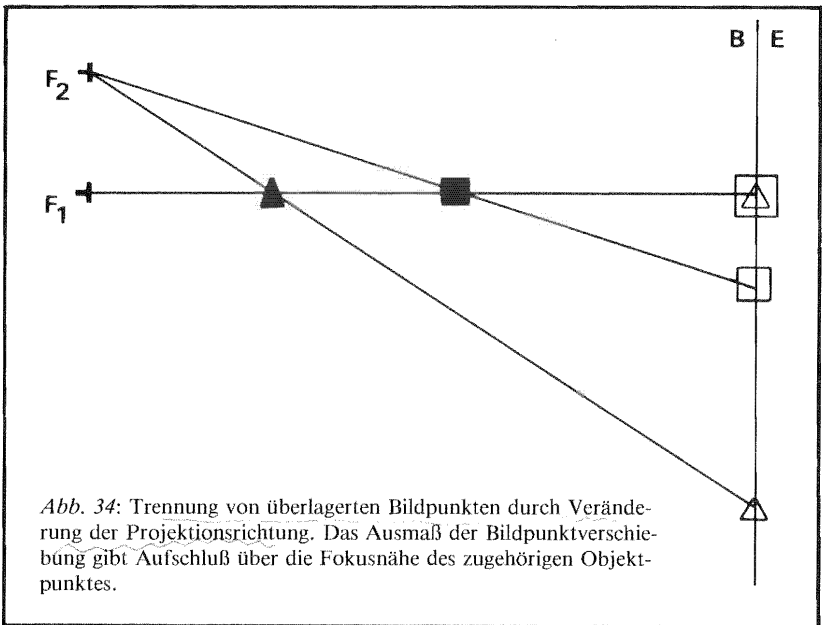 B E
F2
F1
Abb. 34: Trennung von überlagerten Bildpunkten durch Verände-
rung der Projektionsrichtung. Das Ausmaß der Bildpunktverschie-
bung gibt Aufschluß über die Fokusnähe des zugehörigen Objekt-
punktes.